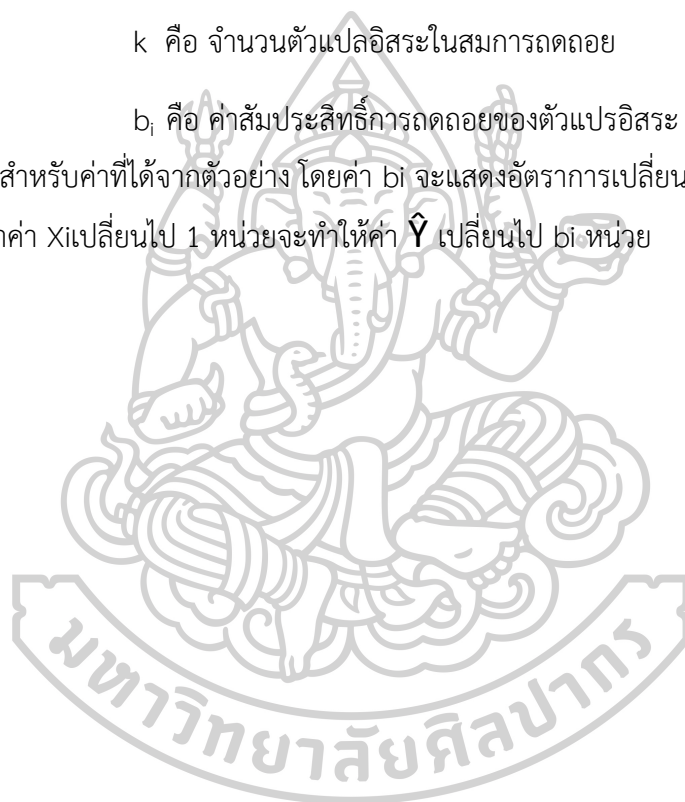 k คือ จำนวนตัวแปลอิสระในสมการถดถอย
bᵢ คือ ค่าสัมประสิทธิ์การถดถอยของตัวแปรอิสระ
สำหรับค่าที่ได้จากตัวอย่าง โดยค่า bi จะแสดงอัตราการเปลี่ยน
ค่า Xiเปลี่ยนไป 1 หน่วยจะทำให้ค่า Ŷ เปลี่ยนไป bi หน่วย
มหาวิทยาลัยศิลปากร